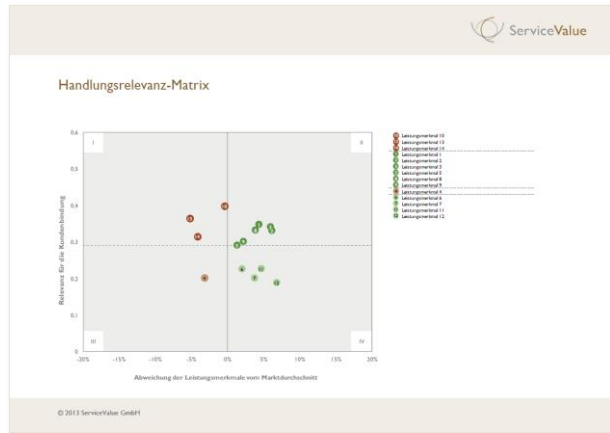 ServiceValue
Handlungsrelevanz-Matrix
0.6
I
II
0.5
0.4
0.3
0.2
0.1
III
IV
0
-20%
-15%
-10%
-5%
0%
5%
10%
15%
20%
Relevanz für die Kundenbindung
Abweichung der Leistungsmerkmale vom Marktdurchschnitt
Leistungsmerkmal 10
Leistungsmerkmal 13
Leistungsmerkmal 14
Leistungsmerkmal 1
Leistungsmerkmal 2
Leistungsmerkmal 3
Leistungsmerkmal 5
Leistungsmerkmal 8
Leistungsmerkmal 9
Leistungsmerkmal 4
Leistungsmerkmal 6
Leistungsmerkmal 7
Leistungsmerkmal 11
Leistungsmerkmal 12
© 2013 ServiceValue GmbH